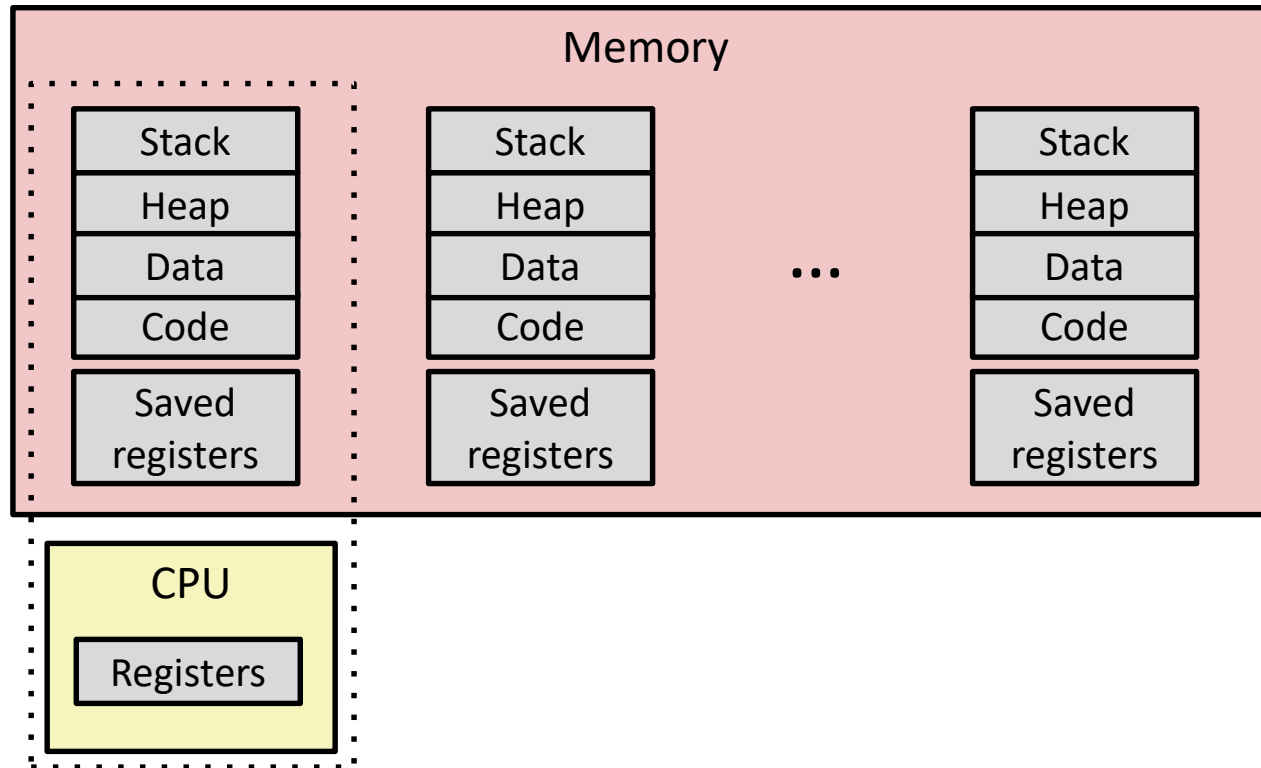 Memory
Stack
Heap
Data
Code
Saved
registers
Stack
Heap
Data
Code
Saved
registers
...
Stack
Heap
Data
Code
Saved
registers
CPU
Registers